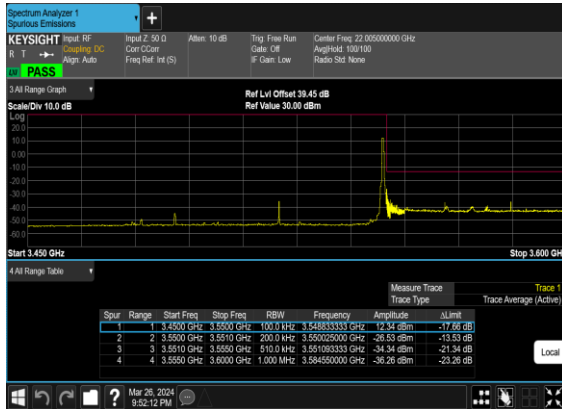 Spectrum Analyzer 1
Spurious Emissions
KEYSIGHT Input: RF Input Z: 50 Ω Atten: 10 dB Trig: Free Run Center Freq: 22.005000000 GHz
R T Coupling: DC Corr CCorr Gate: Off Avg|Hold: 100/100
Align: Auto Freq Ref: Int (S) IF Gain: Low Radio Std: None
PASS
3 All Range Graph
Ref Lvl Offset 39.45 dB
Scale/Div 10.0 dB Ref Value 30.00 dBm
Log
20.0
10.0
0.00
-10.0
-20.0
-30.0
-40.0
-50.0
-60.0
Start 3.450 GHz Stop 3.600 GHz
4 All Range Table
Measure Trace Trace 1
Trace Type Trace Average (Active)
Spur Range Start Freq Stop Freq RBW Frequency Amplitude ΔLimit
1 1 3.4500 GHz 3.5500 GHz 100.0 kHz 3.548833333 GHz 12.34 dBm -17.66 dB
2 2 3.5500 GHz 3.5510 GHz 200.0 kHz 3.550025000 GHz -26.53 dBm -13.53 dB
3 3 3.5510 GHz 3.5550 GHz 510.0 kHz 3.551093333 GHz -34.34 dBm -21.34 dB
4 4 3.5550 GHz 3.6000 GHz 1.000 MHz 3.584550000 GHz -36.26 dBm -23.26 dB
Local
Mar 26, 2024
9:52:12 PM